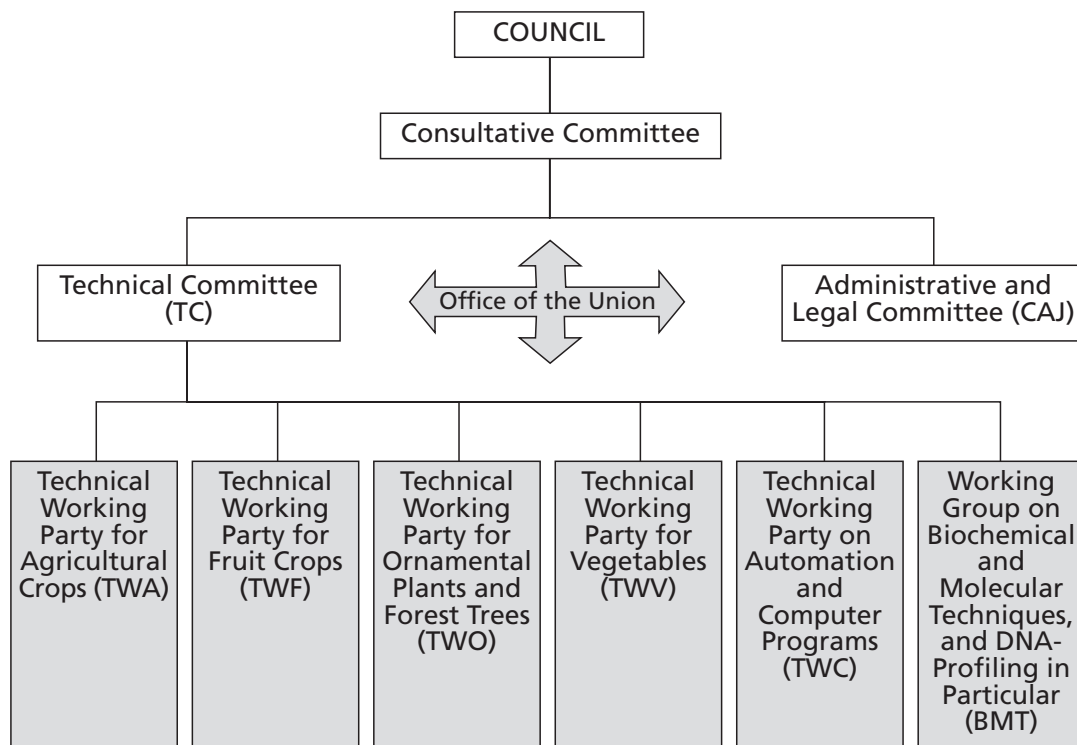 COUNCIL
Consultative Committee
Technical Committee
(TC)
Office of the Union
Administrative and
Legal Committee (CAJ)
Technical
Working
Party for
Agricultural
Crops (TWA)
Technical
Working
Party for
Fruit Crops
(TWF)
Technical
Working
Party for
Ornamental
Plants and
Forest Trees
(TWO)
Technical
Working
Party for
Vegetables
(TWV)
Technical
Working
Party on
Automation
and
Computer
Programs
(TWC)
Working
Group on
Biochemical
and
Molecular
Techniques,
and DNA-
Profiling in
Particular
(BMT)